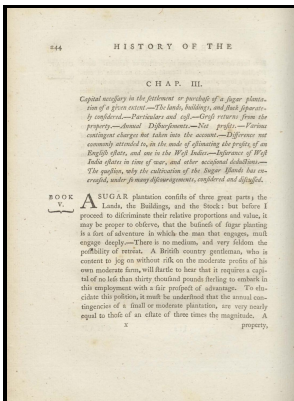 244 HISTORY OF THE
CHAP. III.
Capital necessary in the settlement or purchase of a sugar planta-
tion of a given extent.—The lands, buildings, and stock separate-
ly considered.—Particulars and cost.—Gross returns from the
property.—Annual Disbursements.—Net profits.—Various
contingent charges not taken into the account.—Difference not
commonly attended to, in the mode of estimating the profits of an
English estate, and one in the West Indies.—Insurance of West
India estates in time of war, and other occasional deductions.—
The question, why the cultivation of the Sugar Islands has en-
creased, under so many discouragements, considered and discussed.
BOOK
V.
A SUGAR plantation consists of three great parts; the
Lands, the Buildings, and the Stock: but before I
proceed to discriminate their relative proportions and value, it
may be proper to observe, that the business of sugar planting
is a sort of adventure in which the man that engages, must
engage deeply.—There is no medium, and very seldom the
possibility of retreat. A British country gentleman, who is
content to jog on without risk on the moderate profits of his
own moderate farm, will startle to hear that it requires a capi-
tal of no less than thirty thousand pounds sterling to embark in
this employment with a fair prospect of advantage. To elu-
cidate this position, it must be understood that the annual con-
tingencies of a small or moderate plantation, are very nearly
equal to those of an estate of three times the magnitude. A
property,